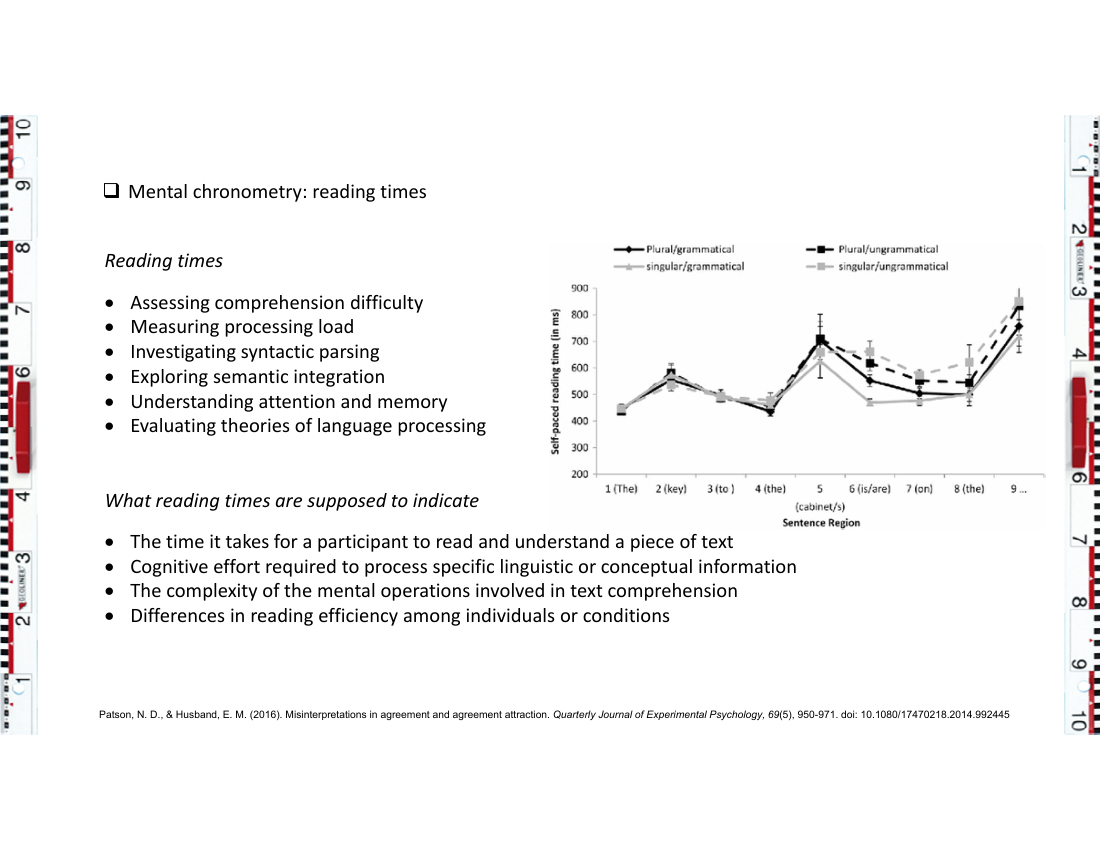 ❑ Mental chronometry: reading times
Reading times
• Assessing comprehension difficulty
• Measuring processing load
• Investigating syntactic parsing
• Exploring semantic integration
• Understanding attention and memory
• Evaluating theories of language processing
Plural/grammatical
Plural/ungrammatical
singular/grammatical
singular/ungrammatical
Self-paced reading time (in ms)
900
800
700
600
500
400
300
200
1 (The) 2 (key) 3 (to ) 4 (the) 5 6 (is/are) 7 (on) 8 (the) 9 ...
(cabinet/s)
Sentence Region
What reading times are supposed to indicate
• The time it takes for a participant to read and understand a piece of text
• Cognitive effort required to process specific linguistic or conceptual information
• The complexity of the mental operations involved in text comprehension
• Differences in reading efficiency among individuals or conditions
Patson, N. D., & Husband, E. M. (2016). Misinterpretations in agreement and agreement attraction. Quarterly Journal of Experimental Psychology, 69(5), 950-971. doi: 10.1080/17470218.2014.992445
10
9
8
7
6
4
3
GEOLINER
2
1
1
2
GEOLINER
3
4
6
7
8
9
10